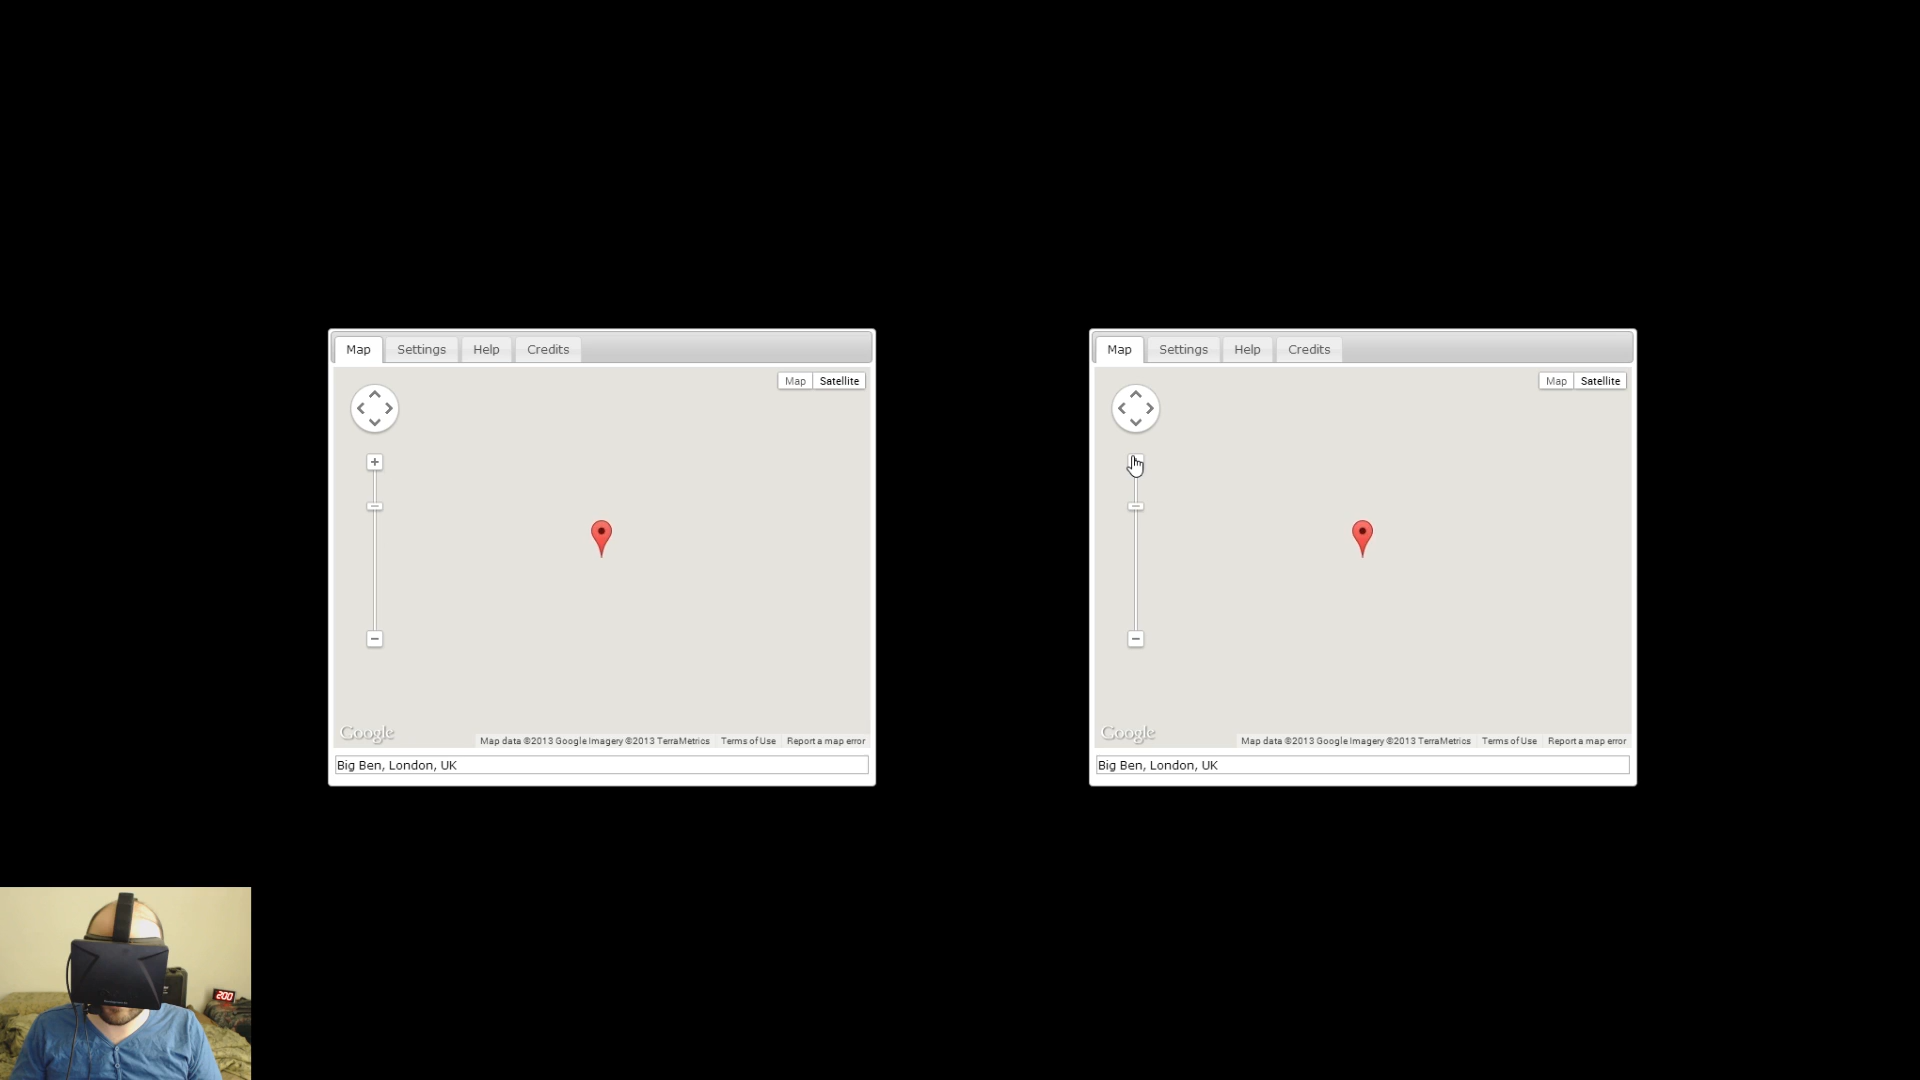 Map Settings Help Credits
Map Satellite
Google
Map data ©2013 Google Imagery ©2013 TerraMetrics Terms of Use Report a map error
Big Ben, London, UK
Map Settings Help Credits
Map Satellite
Google
Map data ©2013 Google Imagery ©2013 TerraMetrics Terms of Use Report a map error
Big Ben, London, UK
200